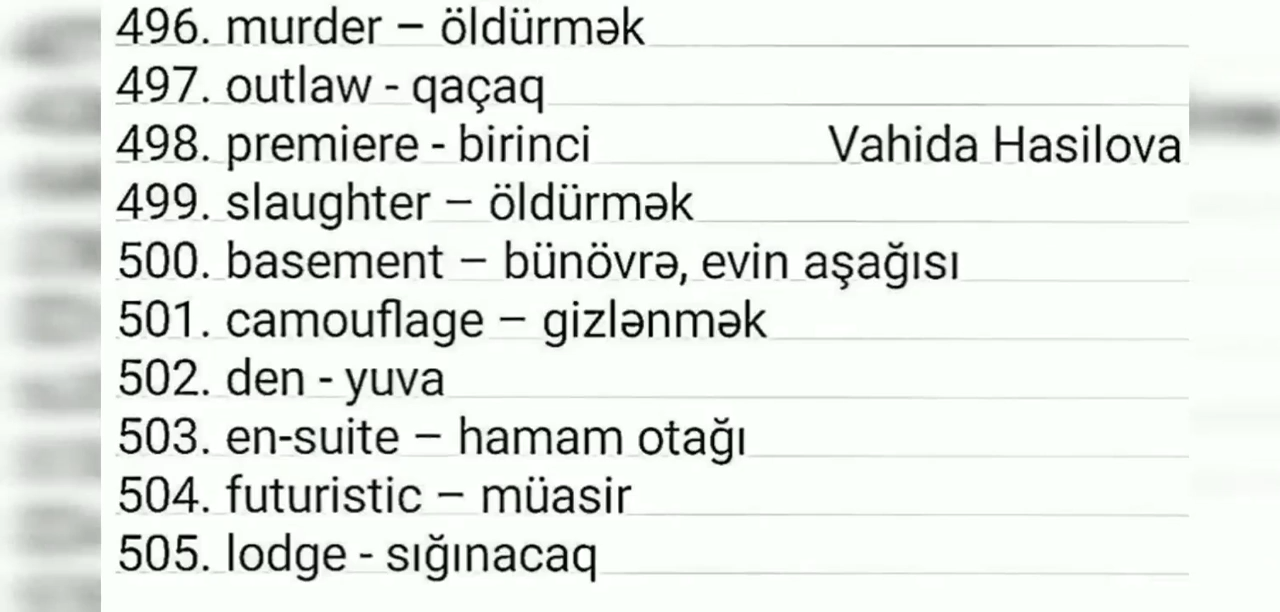 496. murder – öldürmək
497. outlaw - qaçaq
498. premiere - birinci Vahida Hasilova
499. slaughter – öldürmək
500. basement – bünövrə, evin aşağısı
501. camouflage – gizlənmək
502. den - yuva
503. en-suite – hamam otağı
504. futuristic – müasir
505. lodge - sığınacaq